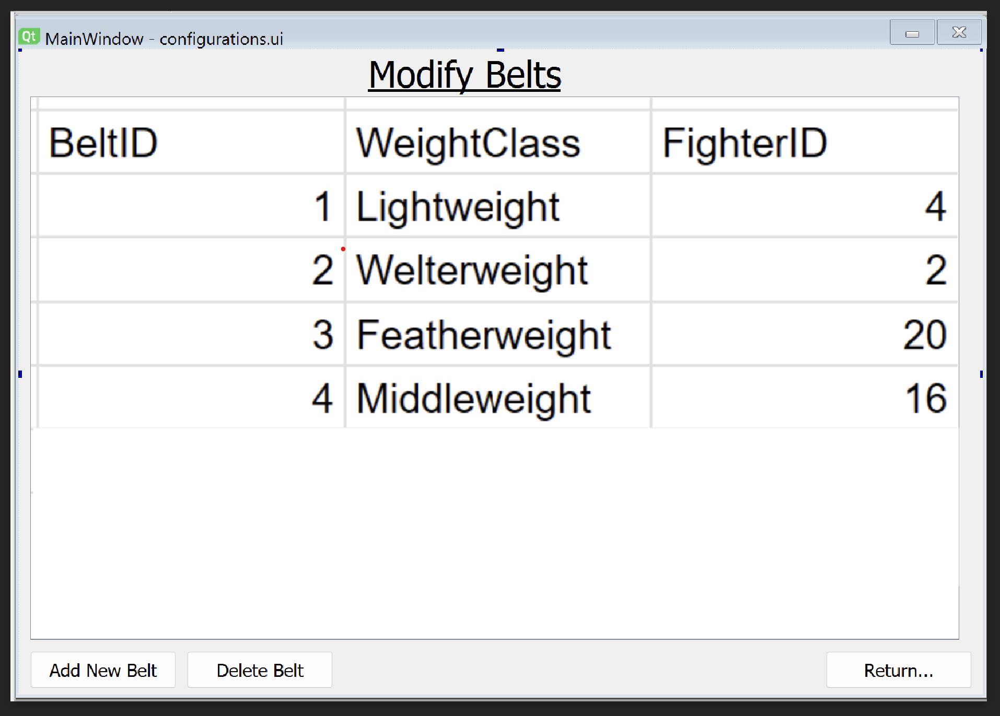 Qt MainWindow - configurations.ui
Modify Belts
BeltID WeightClass FighterID
1 Lightweight 4
2 Welterweight 2
3 Featherweight 20
4 Middleweight 16
Add New Belt Delete Belt Return...